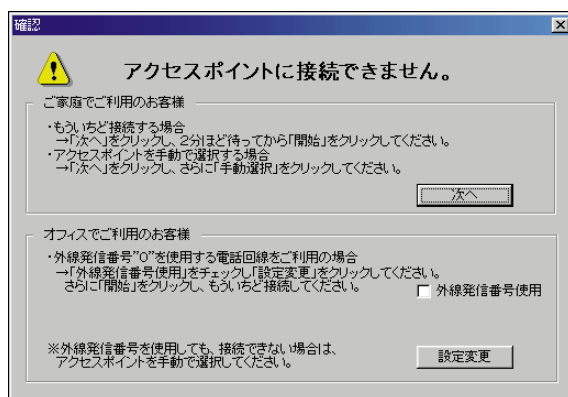 確認
アクセスポイントに接続できません。
ご家庭でご利用のお客様
・もういちど接続する場合
→「次へ」をクリックし、2分ほど待ってから「開始」をクリックしてください。
・アクセスポイントを手動で選択する場合
→「次へ」をクリックし、さらに「手動選択」をクリックしてください。
次へ
オフィスでご利用のお客様
・外線発信番号"0"を使用する電話回線をご利用の場合
→「外線発信番号使用」をチェックし「設定変更」をクリックしてください。
さらに「開始」をクリックし、もういちど接続してください。
外線発信番号使用
※外線発信番号を使用しても、接続できない場合は、
アクセスポイントを手動で選択してください。
設定変更